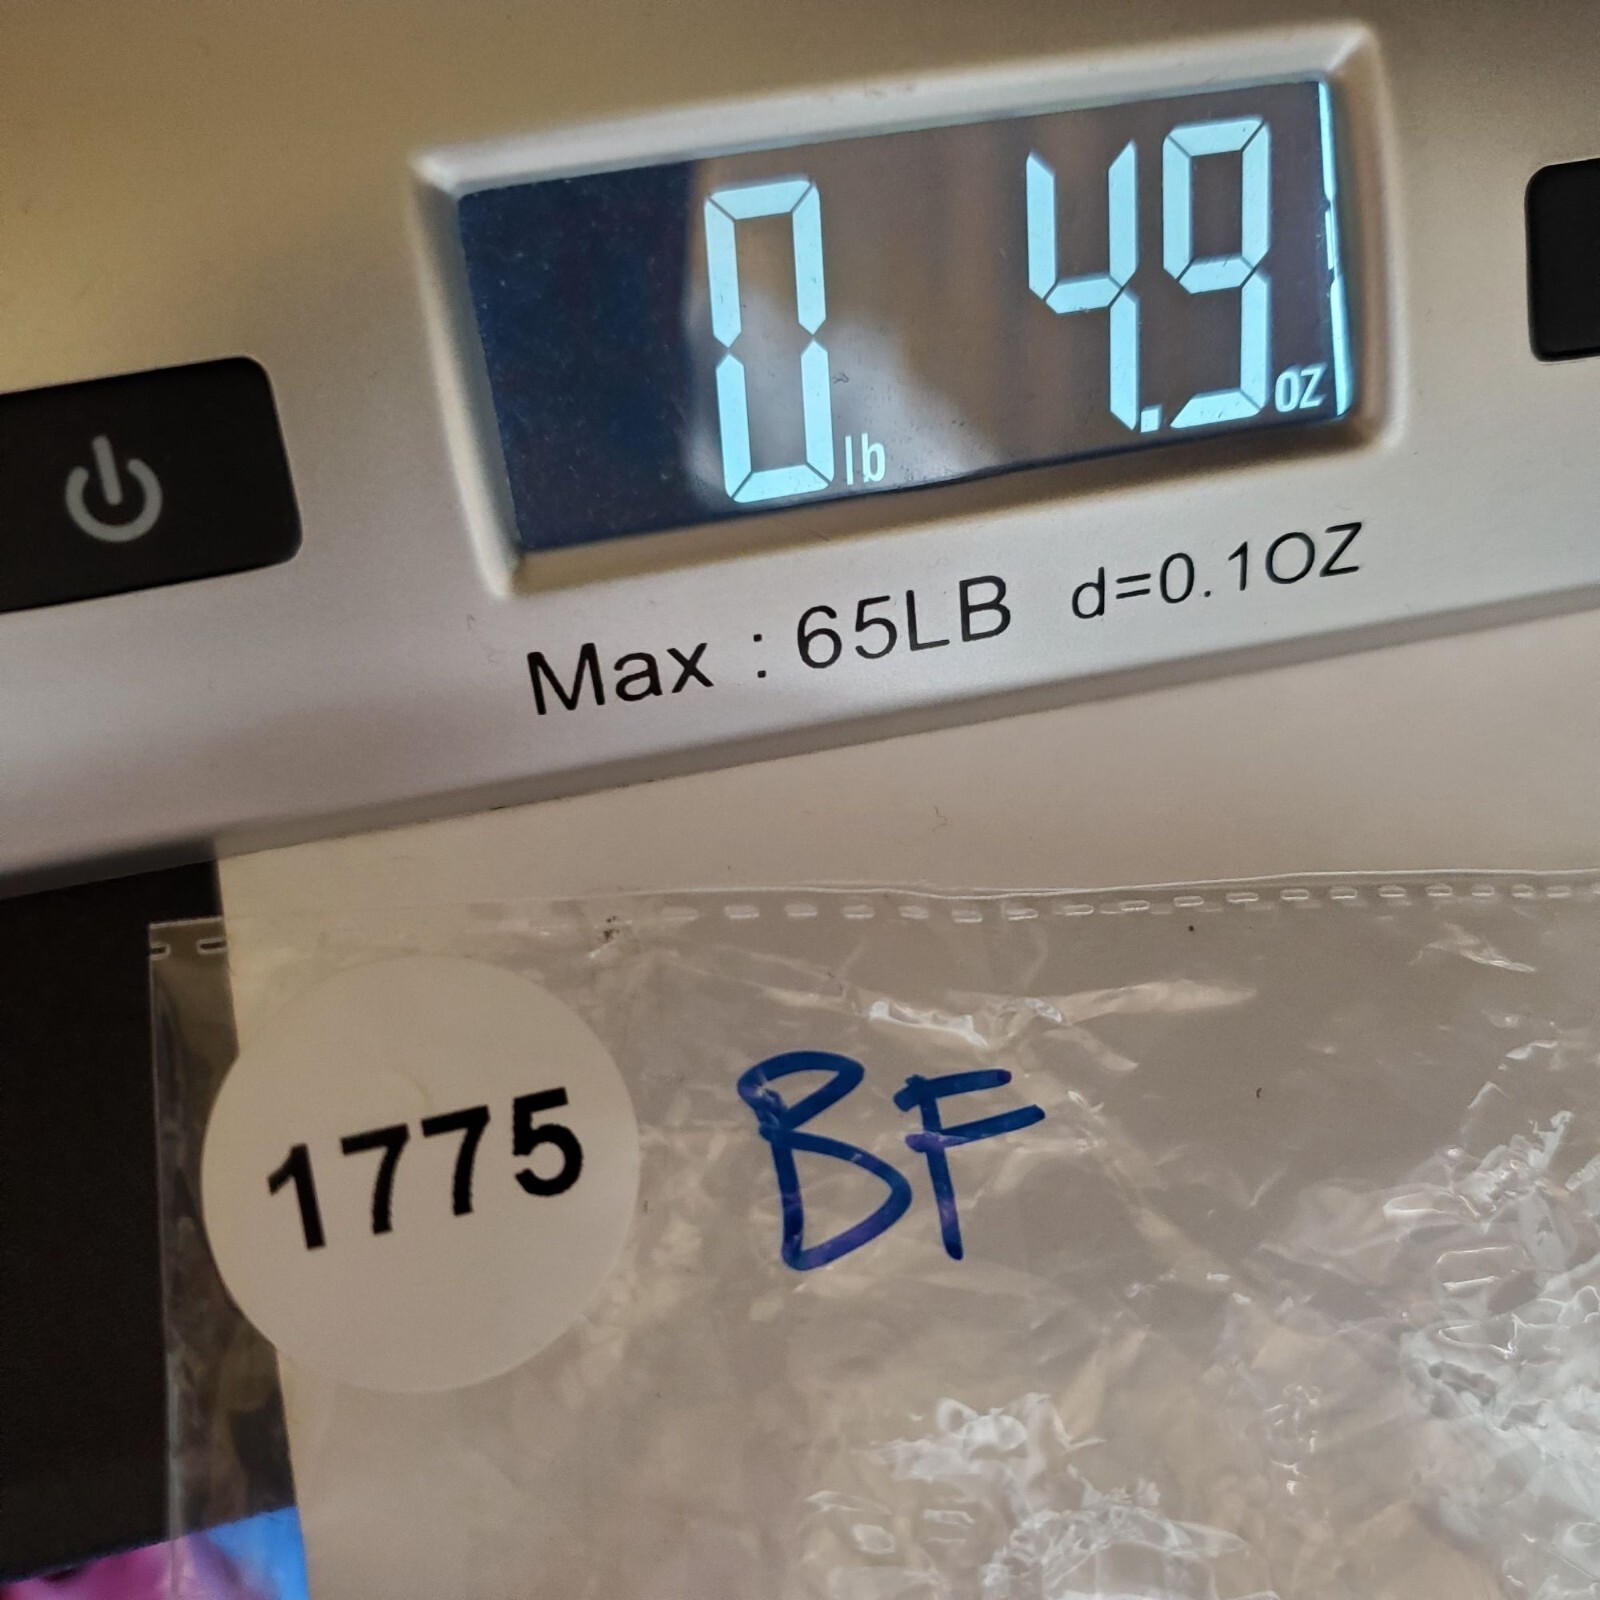 0 lb 4.9 oz
Max : 65LB d=0.1OZ
1775 BF